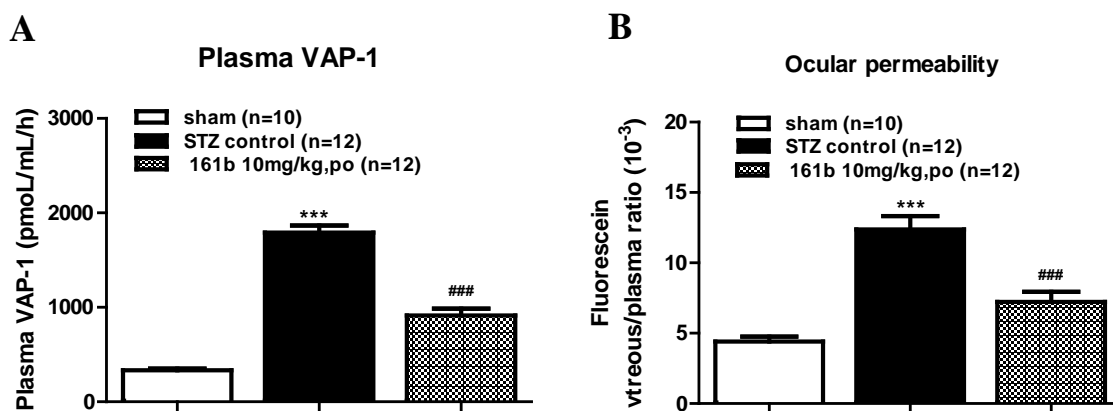 A
Plasma VAP-1
Plasma VAP-1 (pmoL/mL/h)
3000
2000
1000
0
sham (n=10)
STZ control (n=12)
161b 10mg/kg,po (n=12)
***
###
B
Ocular permeability
Fluorescein
vtreous/plasma ratio (10⁻³)
20
15
10
5
0
sham (n=10)
STZ control (n=12)
161b 10mg/kg,po (n=12)
***
###